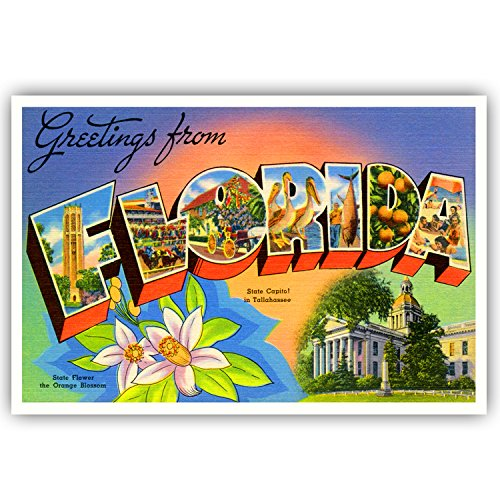 Greetings from
FLORIDA
State Capitol
in Tallahassee
State Flower
the Orange Blossom